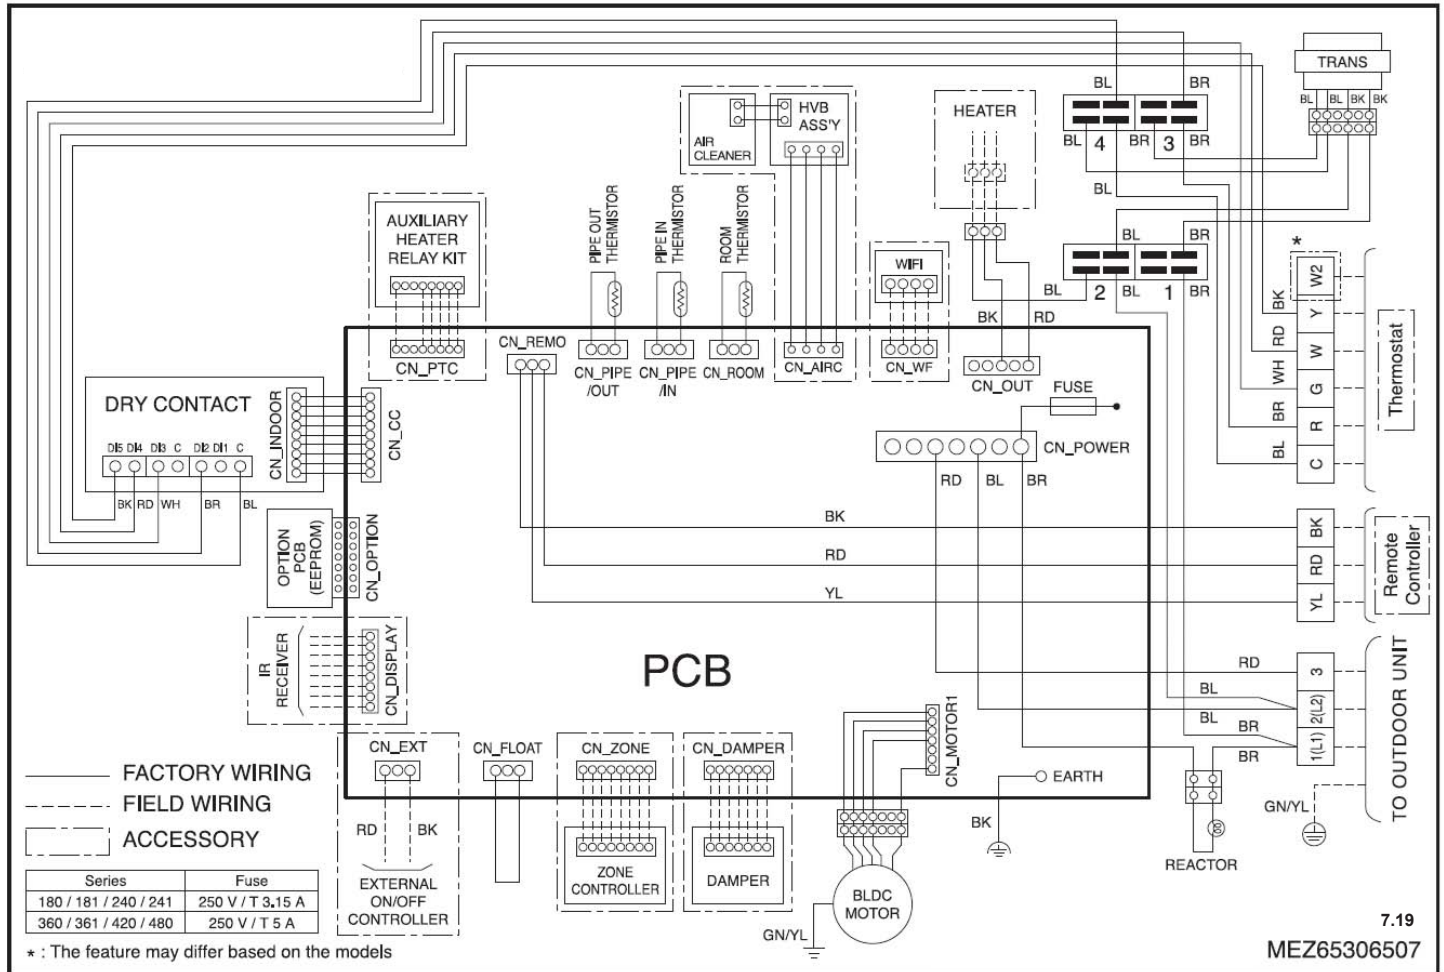 TRANS
BL BL BK BK
BL BR
BL 4 BR 3 BR
AIR CLEANER
HVB ASS'Y
HEATER
BL
BL BR
BL 2 BL 1 BR
AUXILIARY
HEATER
RELAY KIT
CN_PTC
PIPE OUT
THERMISTOR
PIPE IN
THERMISTOR
ROOM
THERMISTOR
WIFI
CN_REMO
CN_PIPE
/OUT
CN_PIPE
/IN
CN_ROOM
CN_AIRC
CN_WF
BK RD
CN_OUT
FUSE
CN_POWER
RD BL BR
*
W2
BK Y
RD W
WH G
BR R
BL C
Thermostat
DRY CONTACT
DI5 DI4 DI3 C DI2 DI1 C
BK RD WH BR BL
CN_INDOOR
CN_CC
OPTION
PCB
(EEPROM)
CN_OPTION
BK BK
RD RD
YL YL
Remote
Controller
IR
RECEIVER
CN_DISPLAY
PCB
RD 3
BL
BL 2(L2)
BR
BR 1(L1)
TO OUTDOOR UNIT
GN/YL
REACTOR
CN_EXT
RD BK
EXTERNAL
ON/OFF
CONTROLLER
CN_FLOAT
CN_ZONE
ZONE
CONTROLLER
CN_DAMPER
DAMPER
CN_MOTOR1
BLDC
MOTOR
GN/YL
EARTH
BK
FACTORY WIRING
FIELD WIRING
ACCESSORY
Series Fuse
180 / 181 / 240 / 241 250 V / T 3.15 A
360 / 361 / 420 / 480 250 V / T 5 A
* : The feature may differ based on the models
7.19
MEZ65306507